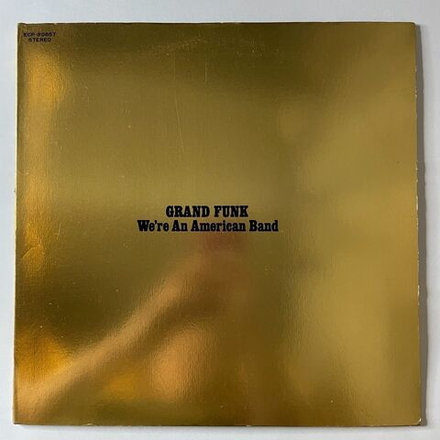 STEREO
GRAND FUNK
We're An American Band